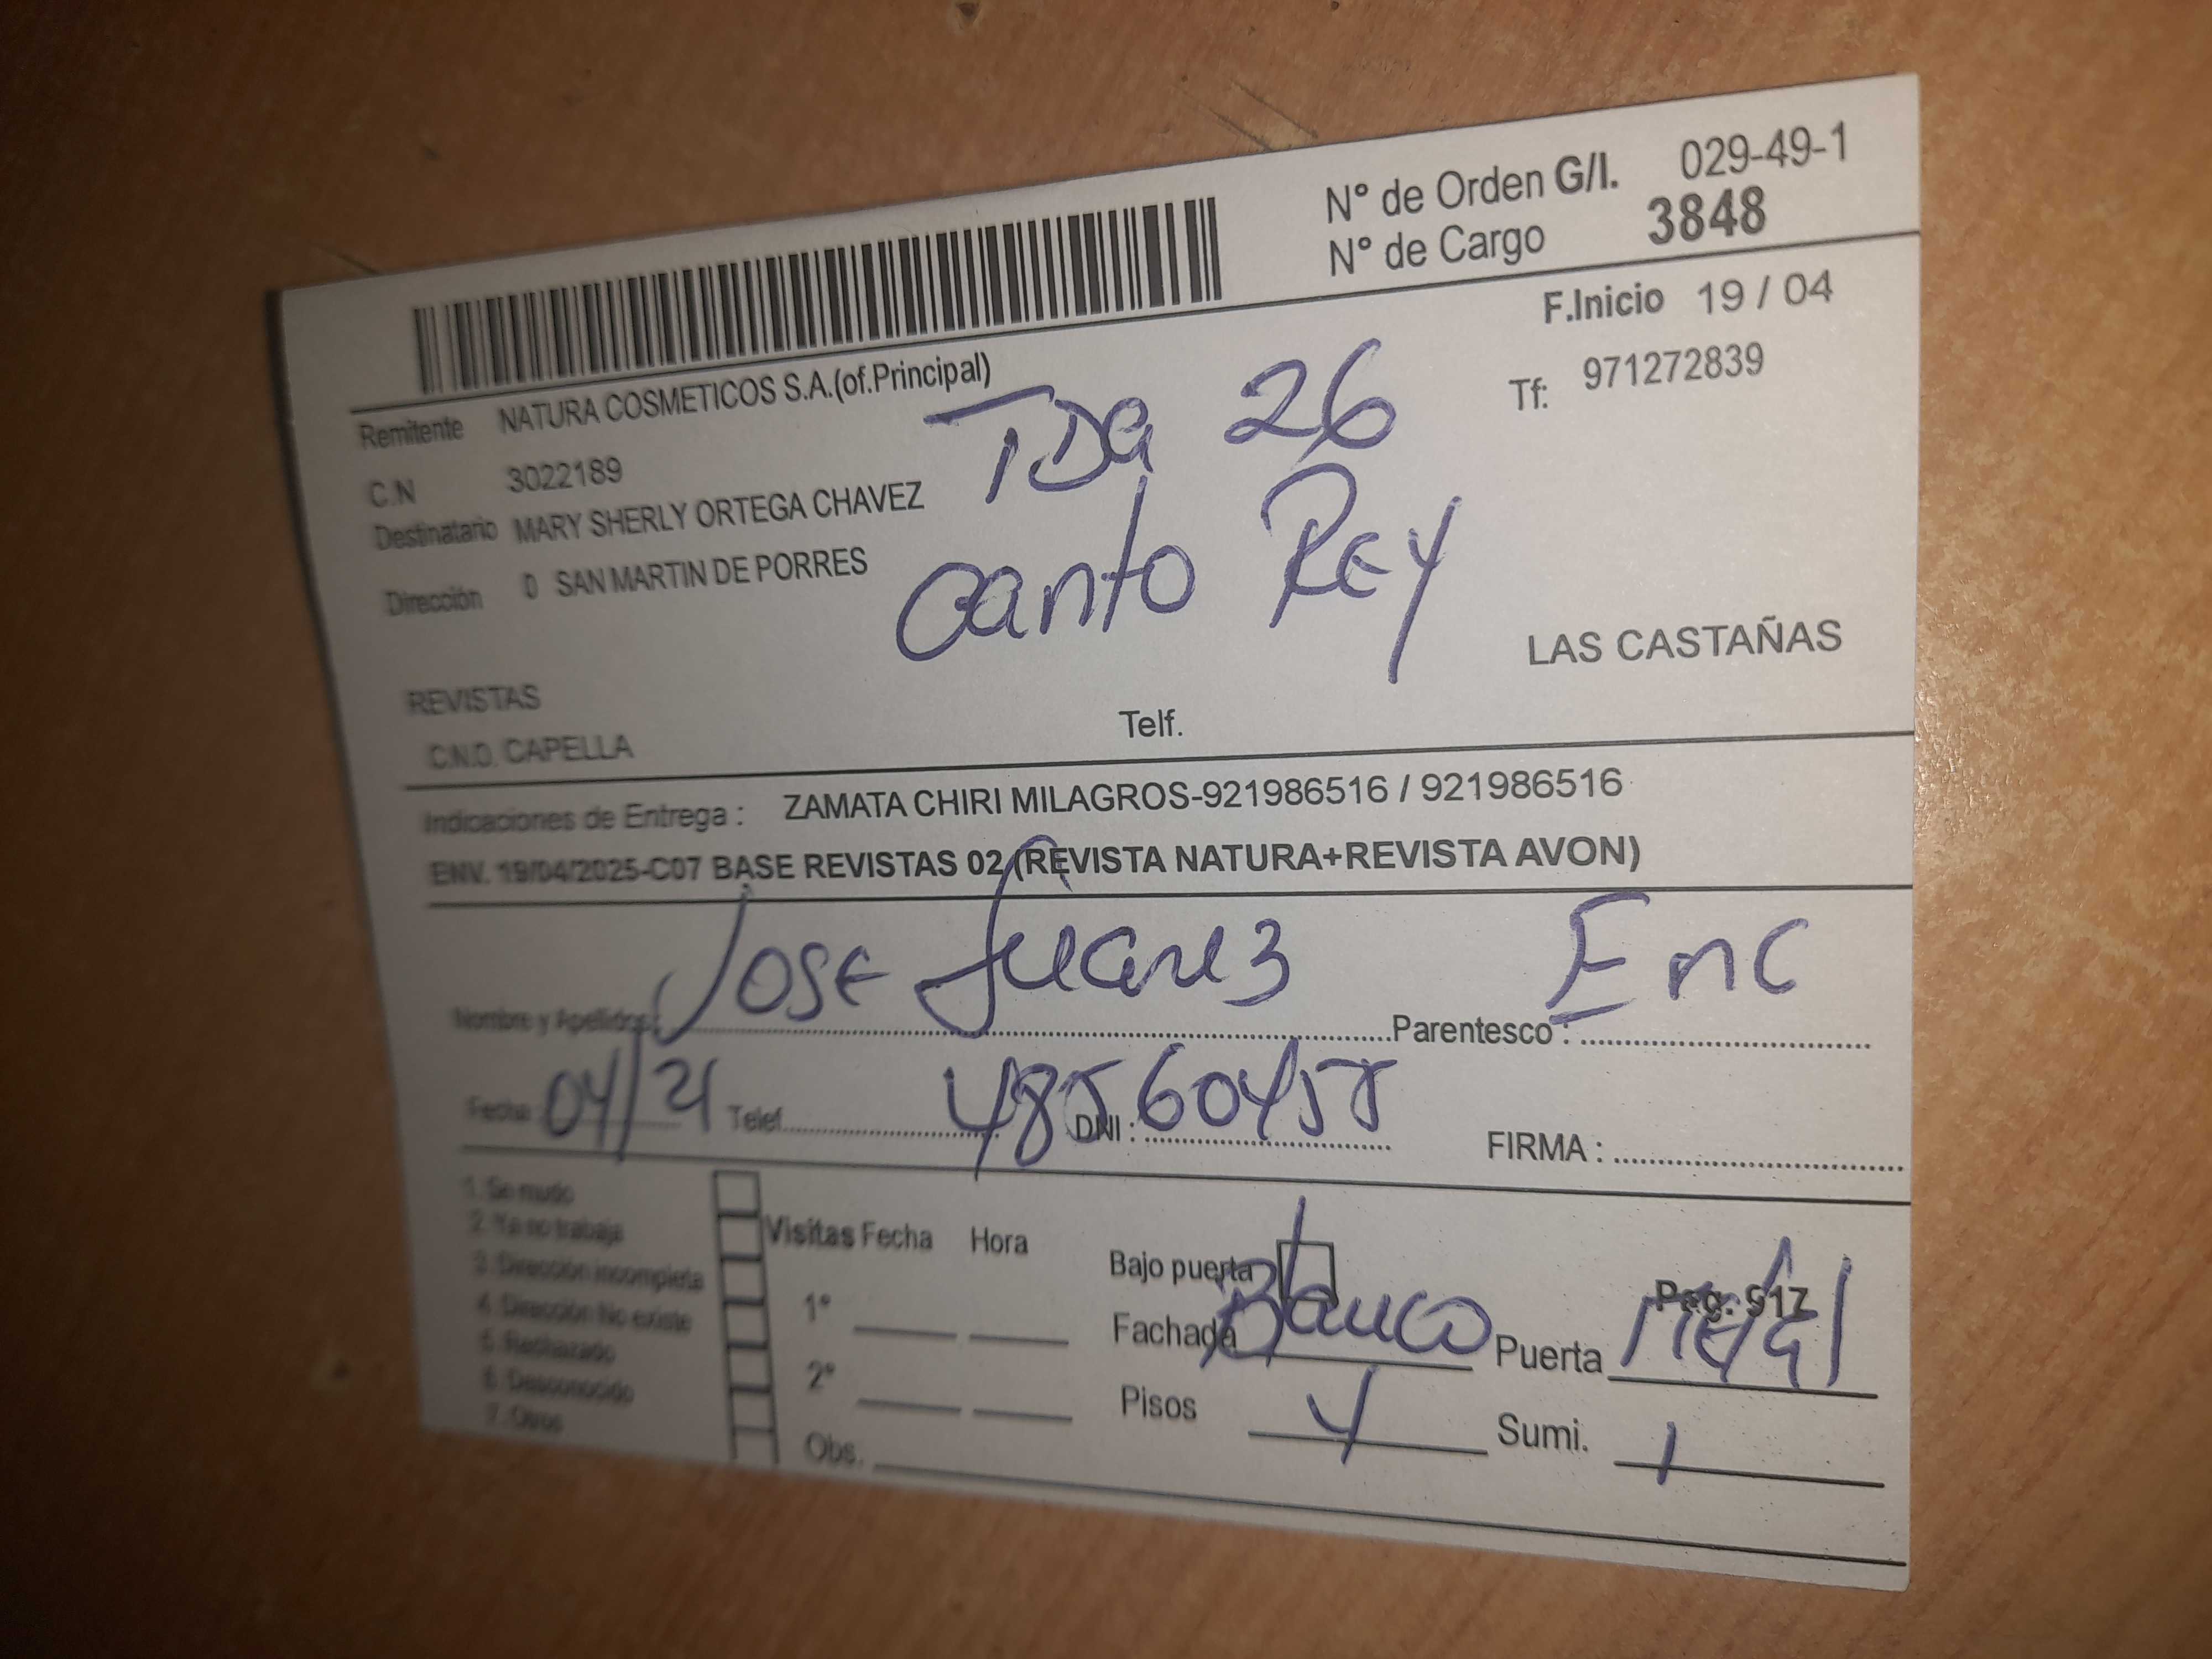 N° de Orden G/I. 029-49-1
N° de Cargo 3848
F.Inicio 19 / 04
Remitente NATURA COSMETICOS S.A.(of.Principal)
Tf: 971272839
TDa 26
C.N 3022189
Destinatario MARY SHERLY ORTEGA CHAVEZ
Canto REY
Dirección 0 SAN MARTIN DE PORRES
LAS CASTAÑAS
REVISTAS
Telf.
C.N.O. CAPELLA
Indicaciones de Entrega : ZAMATA CHIRI MILAGROS-921986516 / 921986516
ENV. 19/04/2025-C07 BASE REVISTAS 02 (REVISTA NATURA+REVISTA AVON)
Nombre y Apellidos: JOSE Juarez Parentesco : Enc
Fecha 04/21 Telef. DNI : 48560455 FIRMA :
1. Se mudo
2. Ya no trabaja
3. Dirección incompleta
4. Dirección No existe
5. Rechazado
6. Desconocido
7. Otros
Visitas Fecha Hora
1°
2°
Obs.
Bajo puerta
Pag. 917
Fachada Blanco Puerta Metal
Pisos 4 Sumi. 1